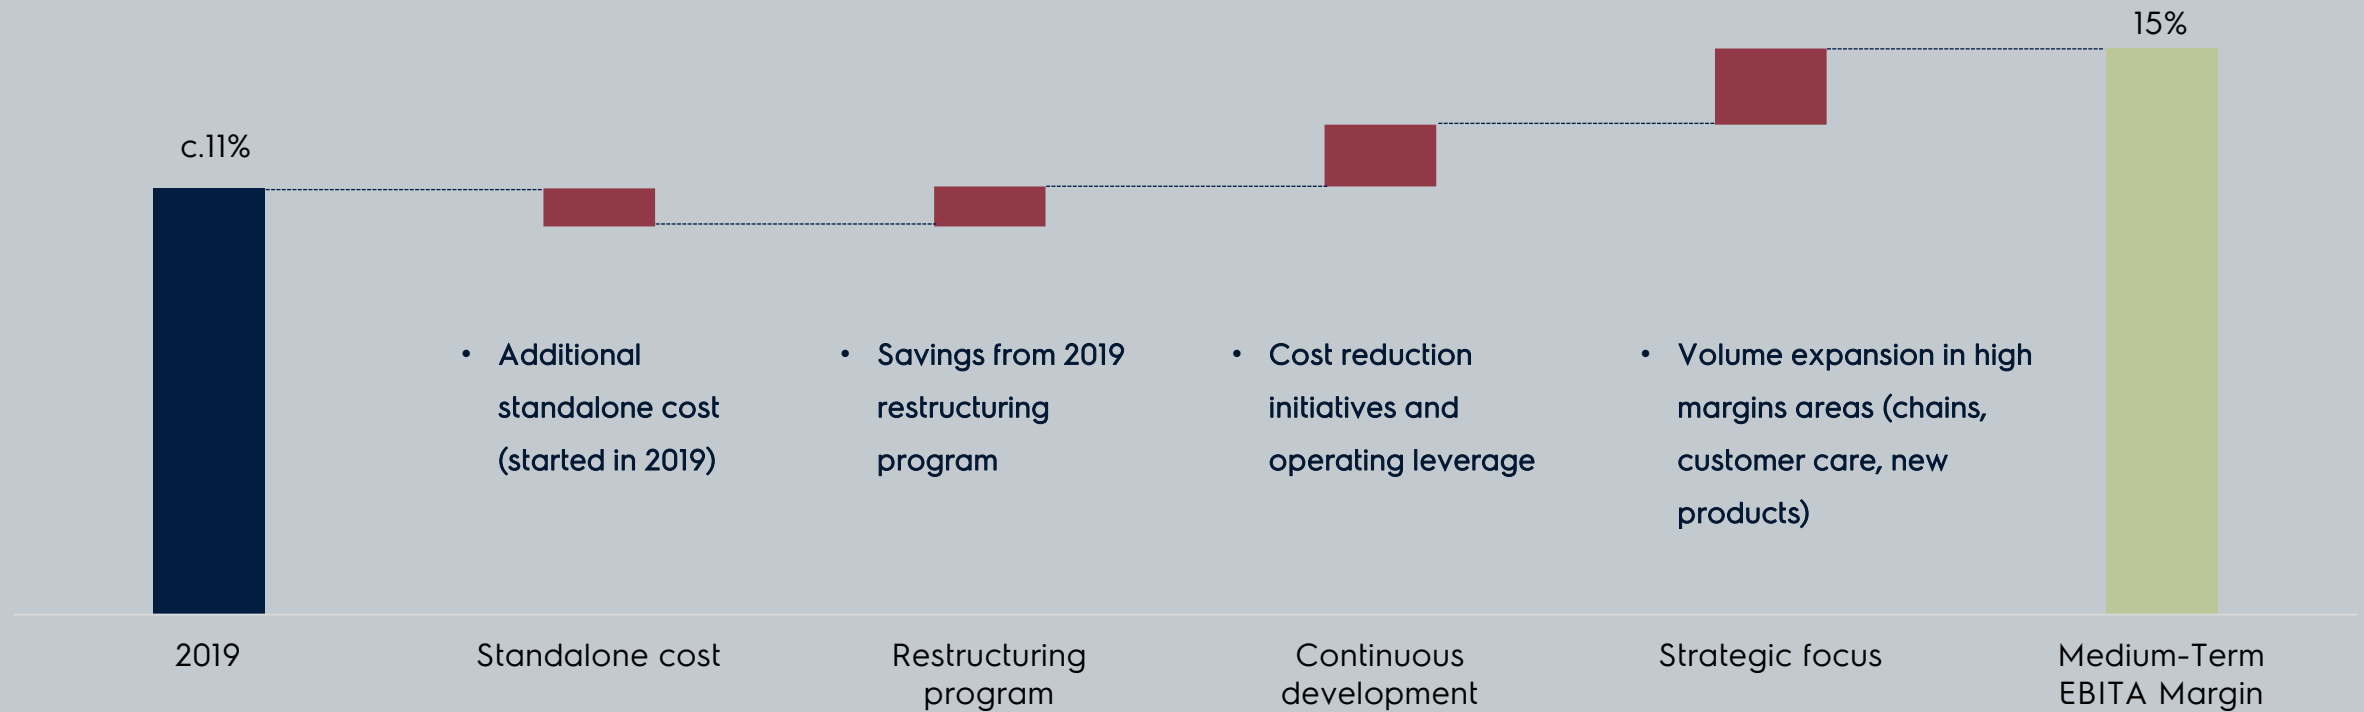 15%
c.11%
• Additional
standalone cost
(started in 2019)
• Savings from 2019
restructuring
program
• Cost reduction
initiatives and
operating leverage
• Volume expansion in high
margins areas (chains,
customer care, new
products)
2019
Standalone cost
Restructuring
program
Continuous
development
Strategic focus
Medium-Term
EBITA Margin